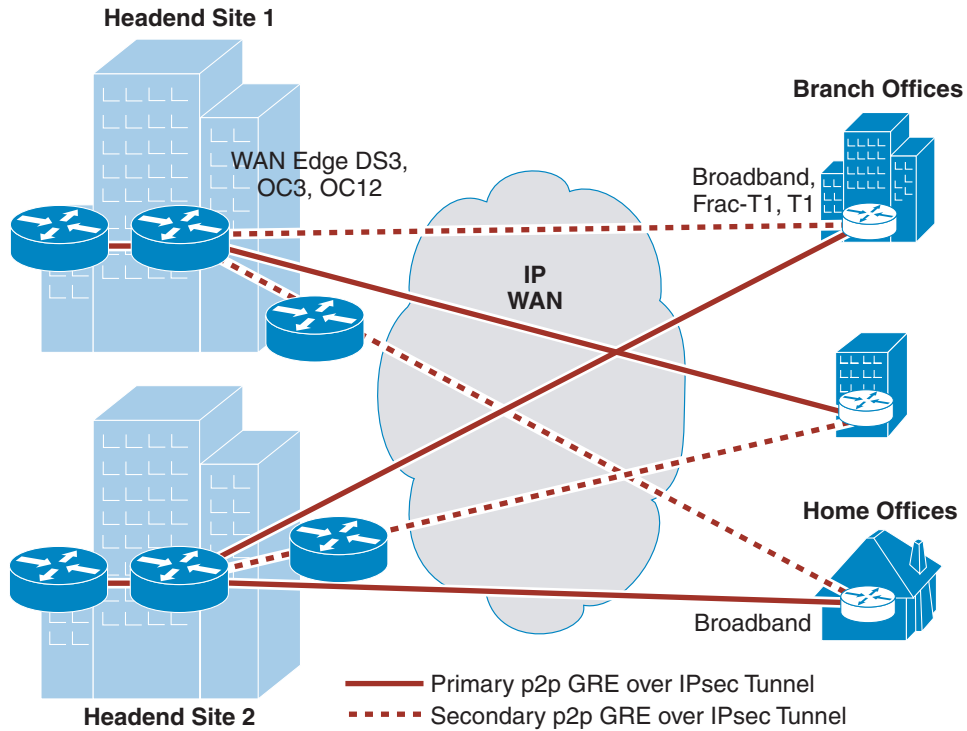 Headend Site 1
Branch Offices
WAN Edge DS3,
OC3, OC12
Broadband,
Frac-T1, T1
IP
WAN
Home Offices
Broadband
Primary p2p GRE over IPsec Tunnel
Headend Site 2
Secondary p2p GRE over IPsec Tunnel